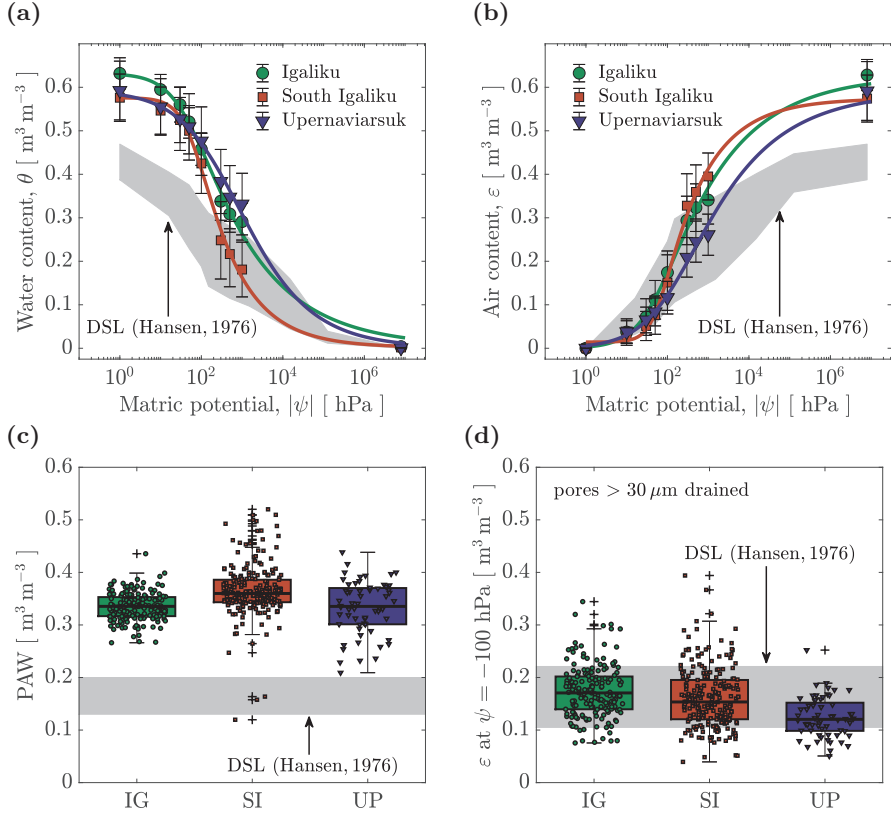 (a)
Water content, θ [ m³ m⁻³ ]
0.6
0.5
0.4
0.3
0.2
0.1
0
Igaliku
South Igaliku
Upernaviarsuk
DSL (Hansen, 1976)
10⁰ 10² 10⁴ 10⁶
Matric potential, |ψ| [ hPa ]
(b)
Air content, ε [ m³ m⁻³ ]
0.6
0.5
0.4
0.3
0.2
0.1
0
Igaliku
South Igaliku
Upernaviarsuk
DSL (Hansen, 1976)
10⁰ 10² 10⁴ 10⁶
Matric potential, |ψ| [ hPa ]
(c)
PAW [ m³ m⁻³ ]
0.6
0.5
0.4
0.3
0.2
0.1
0
DSL (Hansen, 1976)
IG SI UP
(d)
ε at ψ = −100 hPa [ m³ m⁻³ ]
0.6
0.5
0.4
0.3
0.2
0.1
0
pores > 30 μm drained
DSL (Hansen, 1976)
IG SI UP